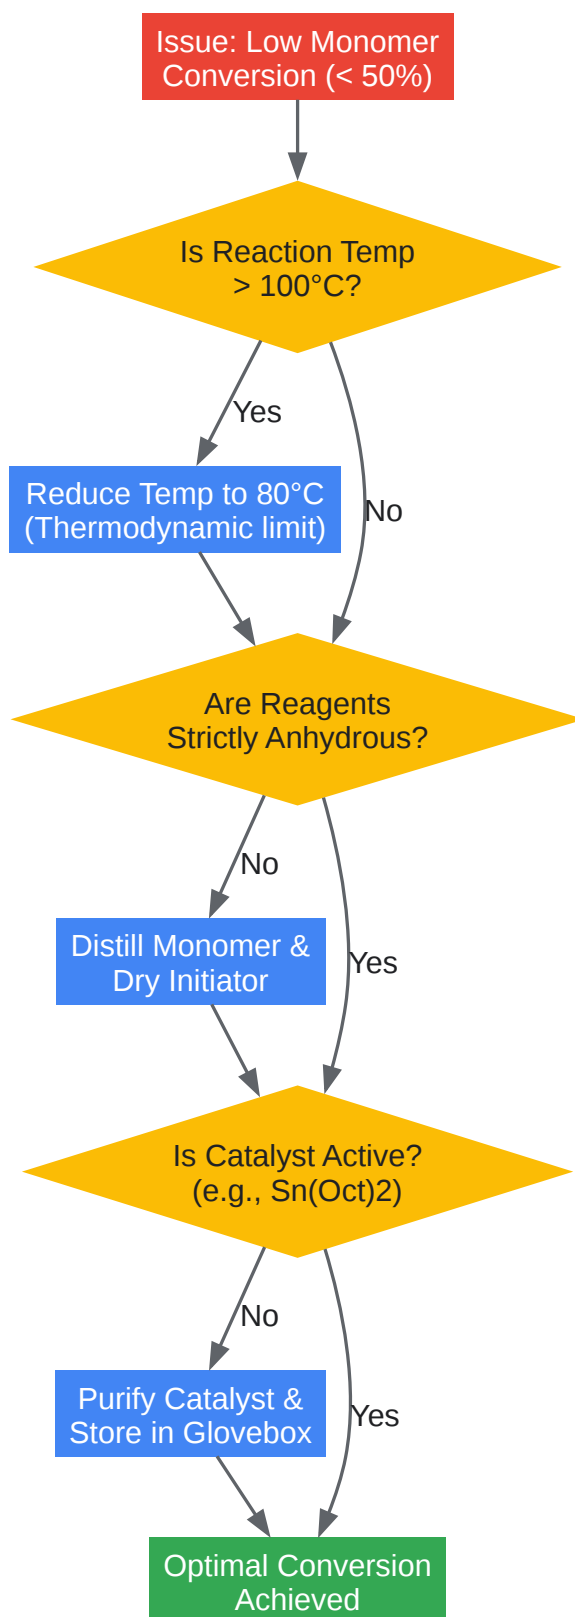 Issue: Low Monomer
Conversion (< 50%)
Is Reaction Temp
> 100°C?
Yes
Reduce Temp to 80°C
(Thermodynamic limit)
No
Are Reagents
Strictly Anhydrous?
No
Distill Monomer &
Dry Initiator
Yes
Is Catalyst Active?
(e.g., Sn(Oct)2)
No
Purify Catalyst &
Store in Glovebox
Yes
Optimal Conversion
Achieved